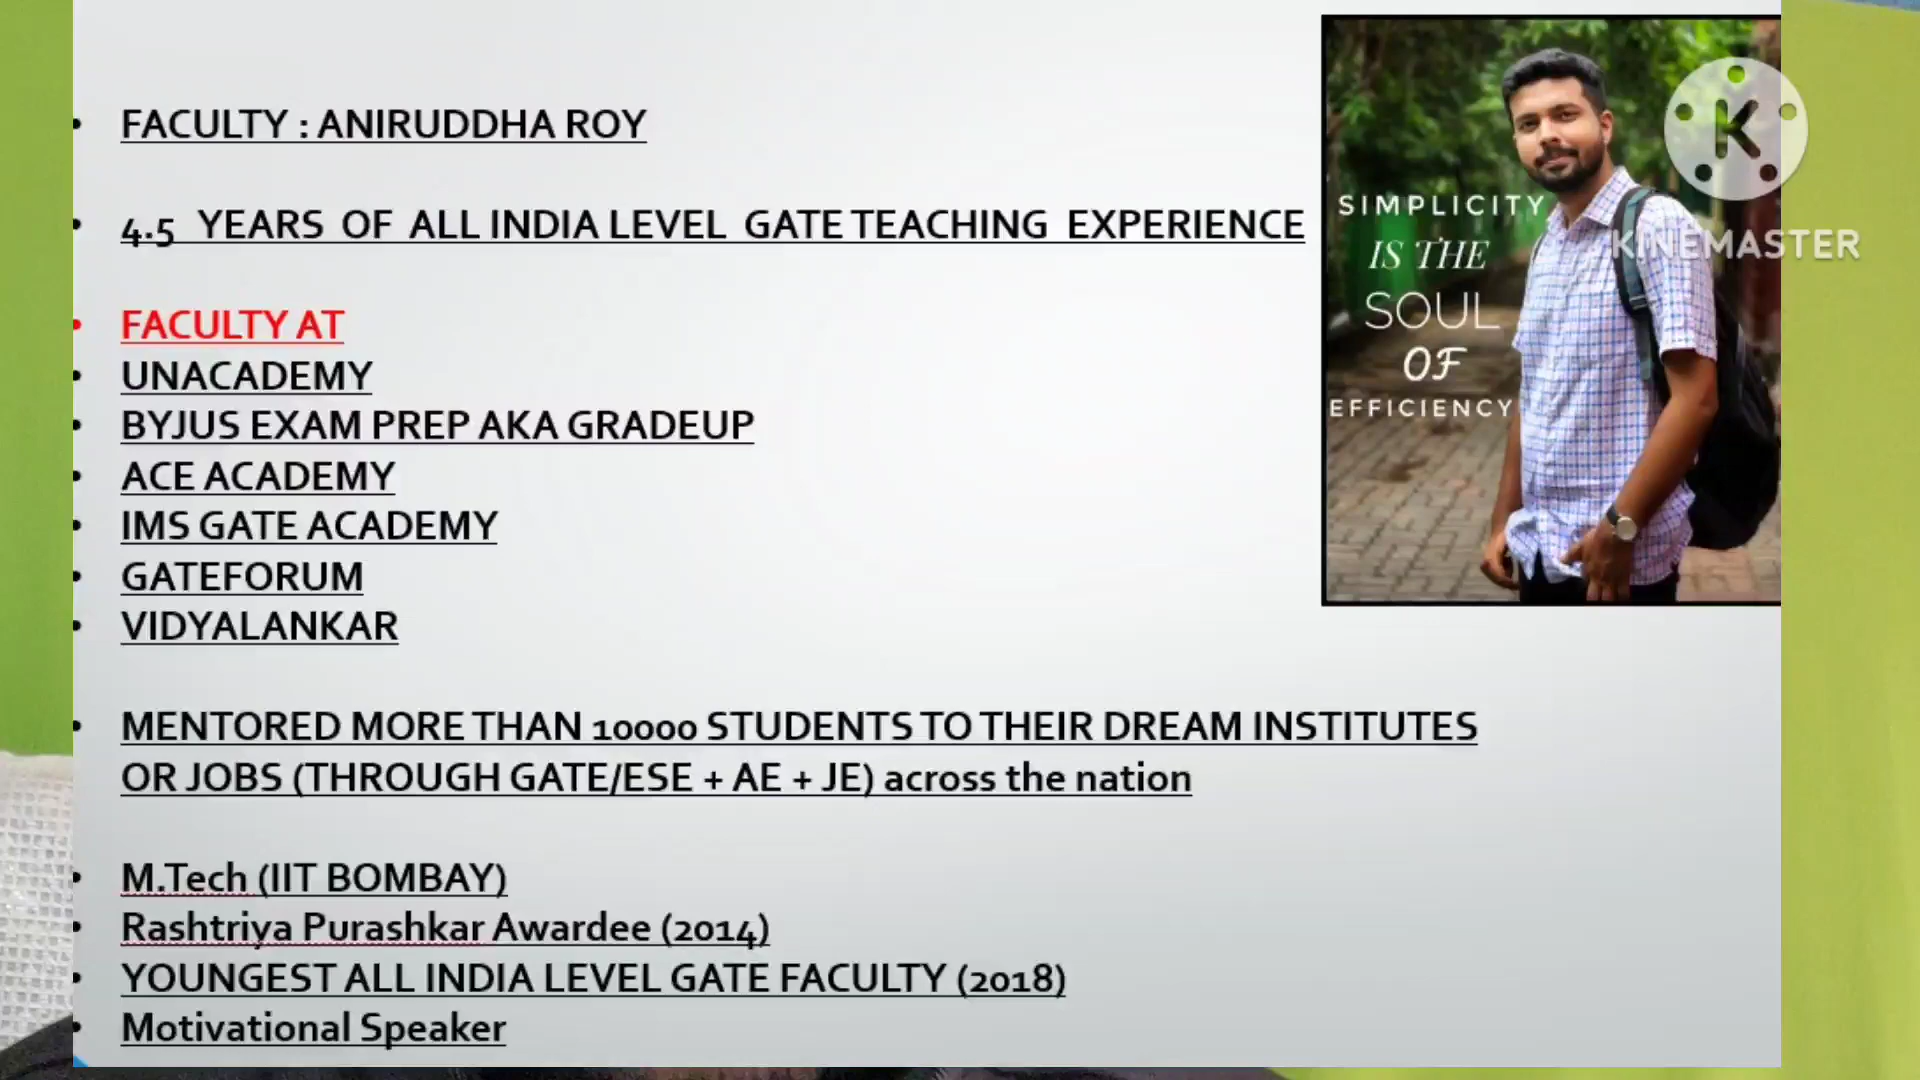 FACULTY : ANIRUDDHA ROY
4.5 YEARS OF ALL INDIA LEVEL GATE TEACHING EXPERIENCE
FACULTY AT
UNACADEMY
BYJUS EXAM PREP AKA GRADEUP
ACE ACADEMY
IMS GATE ACADEMY
GATEFORUM
VIDYALANKAR
MENTORED MORE THAN 10000 STUDENTS TO THEIR DREAM INSTITUTES
OR JOBS (THROUGH GATE/ESE + AE + JE) across the nation
M.Tech (IIT BOMBAY)
Rashtriya Purashkar Awardee (2014)
YOUNGEST ALL INDIA LEVEL GATE FACULTY (2018)
Motivational Speaker
SIMPLICITY
IS THE
SOUL
OF
EFFICIENCY
K
KINEMASTER